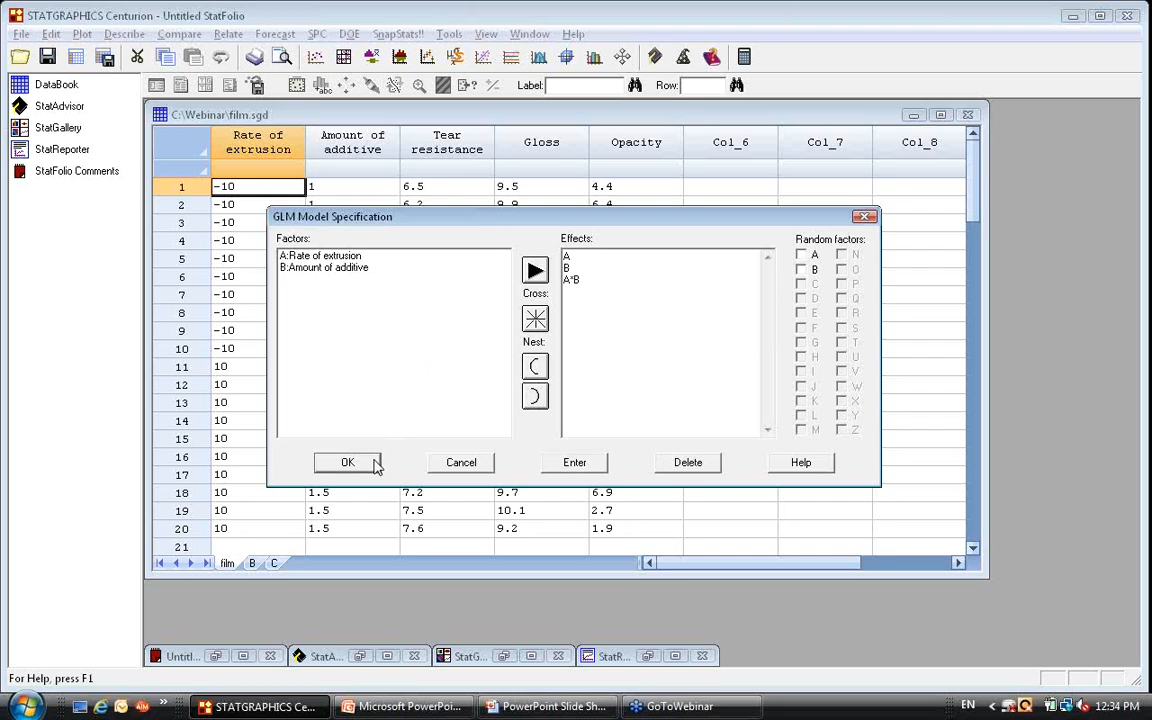 STATGRAPHICS Centurion - Untitled StatFolio
File Edit Plot Describe Compare Relate Forecast SPC DOE SnapStats!! Tools View Window Help
Label: Row:
DataBook
StatAdvisor
StatGallery
StatReporter
StatFolio Comments
C:\Webinar\film.sgd
Rate of extrusion Amount of additive Tear resistance Gloss Opacity Col_6 Col_7 Col_8
1 -10 1 6.5 9.5 4.4
2 -10
3 -10
4 -10
5 -10
6 -10
7 -10
8 -10
9 -10
10 -10
11 10
12 10
13 10
14 10
15 10
16 10
17 10
18 10 1.5 7.2 9.7 6.9
19 10 1.5 7.5 10.1 2.7
20 10 1.5 7.6 9.2 1.9
21
film B C
GLM Model Specification
Factors:
A:Rate of extrusion
B:Amount of additive
Cross:
Nest:
Effects:
A
B
A*B
Random factors:
A N
B O
C P
D Q
E R
F S
G T
H U
I V
J W
K X
L Y
M Z
OK Cancel Enter Delete Help
Untitl... StatA... StatG... StatR...
For Help, press F1
STATGRAPHICS Ce... Microsoft PowerPoi... PowerPoint Slide Sh... GoToWebinar EN 12:34 PM